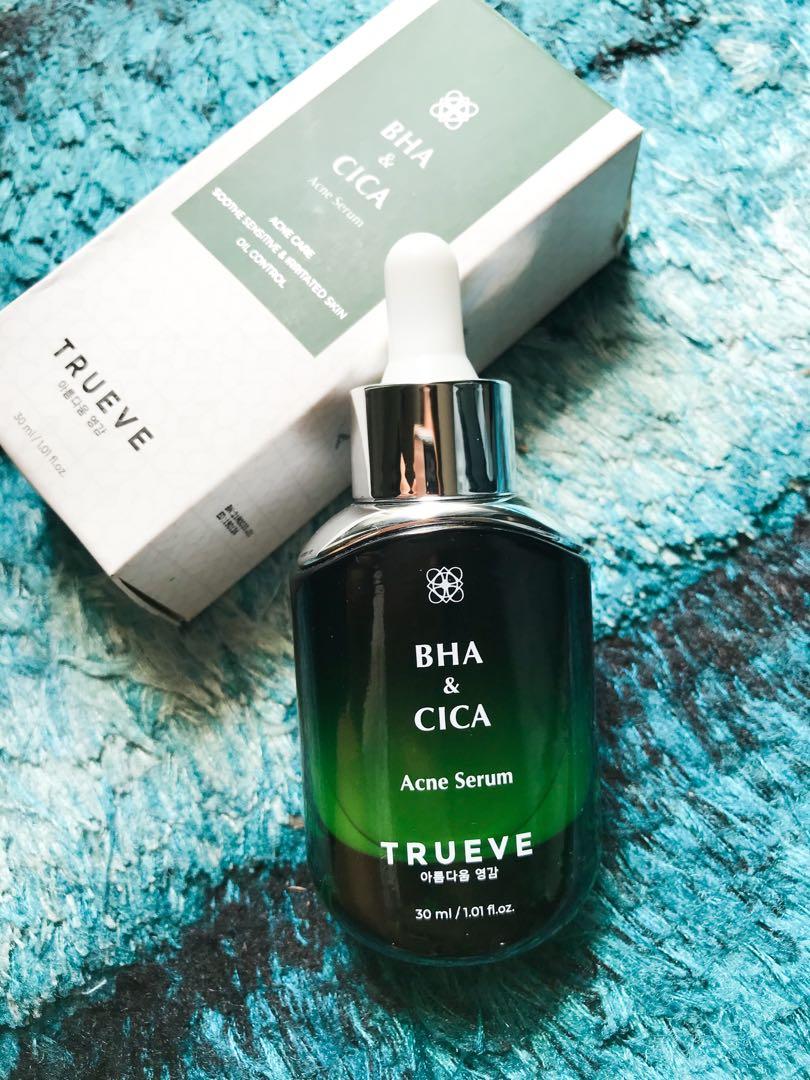 BHA
&
CICA
Acne Serum
ACNE CARE
SOOTHE SENSITIVE & IRRITATED SKIN
OIL CONTROL
TRUEVE
아름다움 영감
30 ml / 1.01 fl.oz.
BHA
&
CICA
Acne Serum
TRUEVE
아름다움 영감
30 ml / 1.01 fl.oz.